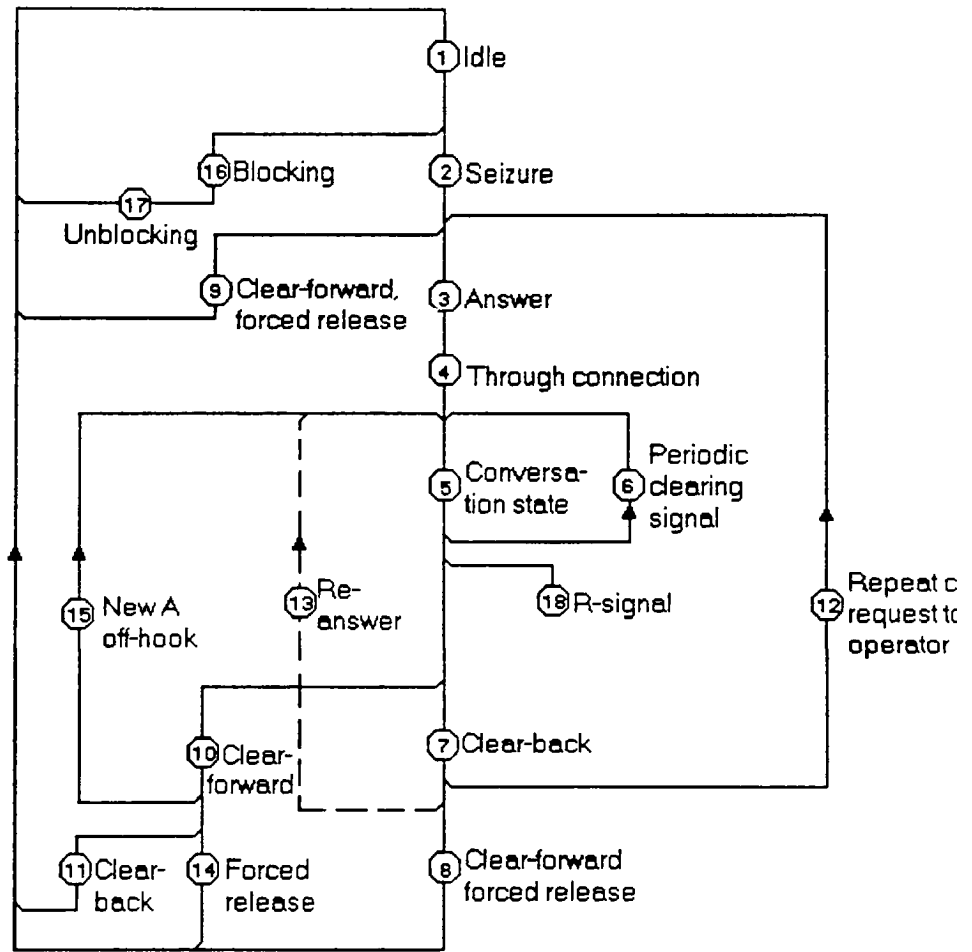 1 Idle
16 Blocking
2 Seizure
17
Unblocking
9 Clear-forward,
forced release
3 Answer
4 Through connection
5 Conversa-
tion state
6 Periodic
clearing
signal
15 New A
off-hook
13 Re-
answer
18 R-signal
12 Repeat c
request to
operator
10 Clear-
forward
7 Clear-back
11 Clear-
back
14 Forced
release
8 Clear-forward
forced release